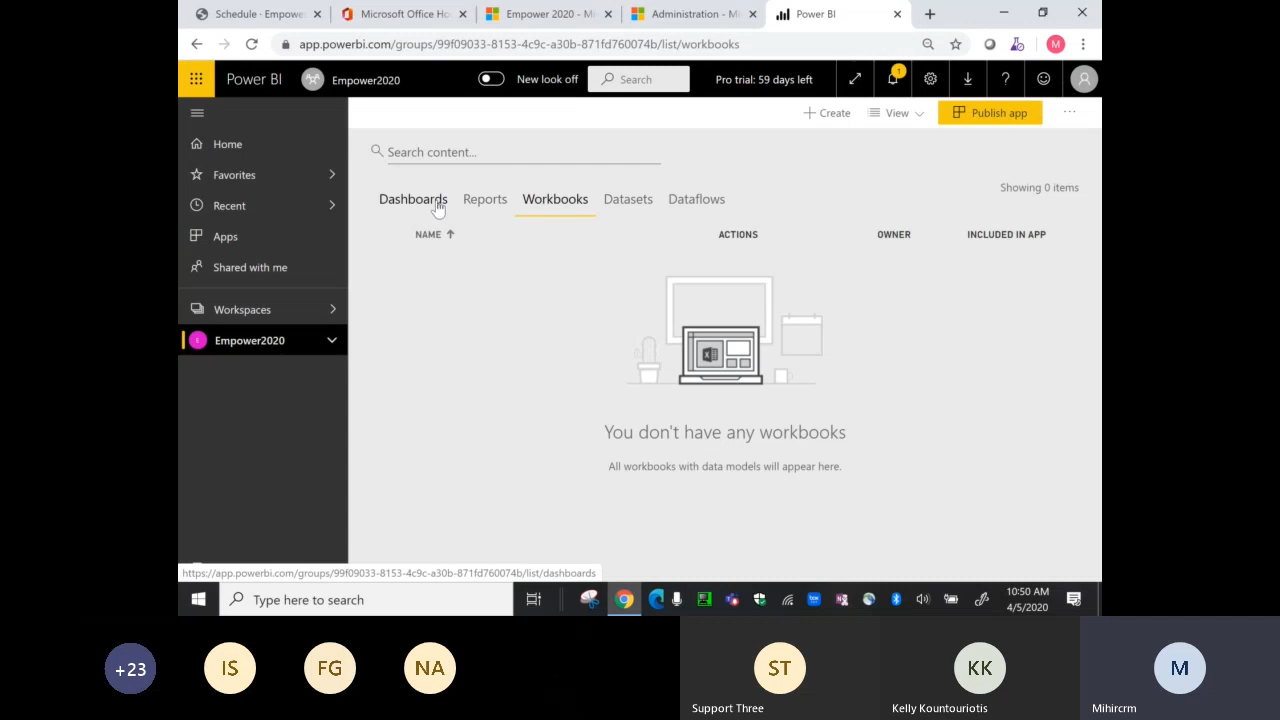 Schedule - Empowe
Microsoft Office Ho
Empower 2020 - Mi
Administration - Mi
Power BI
app.powerbi.com/groups/99f09033-8153-4c9c-a30b-871fd760074b/list/workbooks
M
Power BI
Empower2020
New look off
Search
Pro trial: 59 days left
1
Create
View
Publish app
Home
Favorites
Recent
Apps
Shared with me
Workspaces
E
Empower2020
Search content...
Showing 0 items
Dashboards
Reports
Workbooks
Datasets
Dataflows
NAME
ACTIONS
OWNER
INCLUDED IN APP
You don't have any workbooks
All workbooks with data models will appear here.
https://app.powerbi.com/groups/99f09033-8153-4c9c-a30b-871fd760074b/list/dashboards
Type here to search
10:50 AM
4/5/2020
+23
IS
FG
NA
ST
KK
M
Support Three
Kelly Kountouriotis
Mihircrm